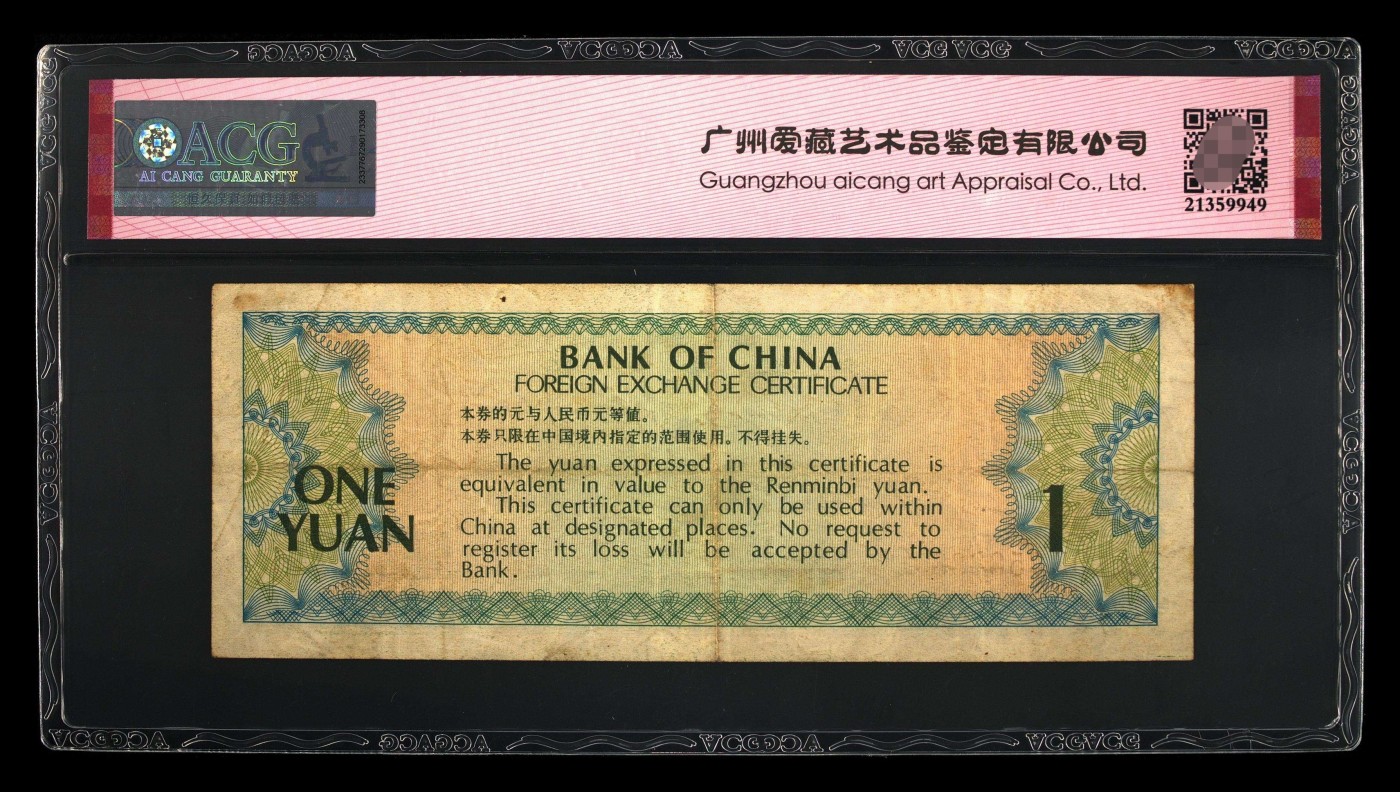 ACG
AI CANG GUARANTY
广州爱藏艺术品鉴定有限公司
Guangzhou aicang art Appraisal Co., Ltd.
21359949
BANK OF CHINA
FOREIGN EXCHANGE CERTIFICATE
本券的元与人民币元等値。
本券只限在中国境内指定的范围使用。不得挂失。
The yuan expressed in this certificate is
equivalent in value to the Renminbi yuan.
This certificate can only be used within
China at designated places. No request to
register its loss will be accepted by the
Bank.
ONE
YUAN
1